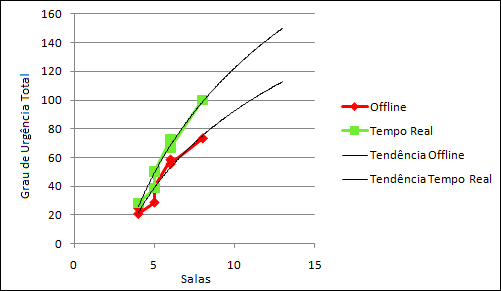 160
140
120
100
80
60
40
20
0
Grau de Urgência Total
0 5 10 15
Salas
Offline
Tempo Real
Tendência Offline
Tendência Tempo Real